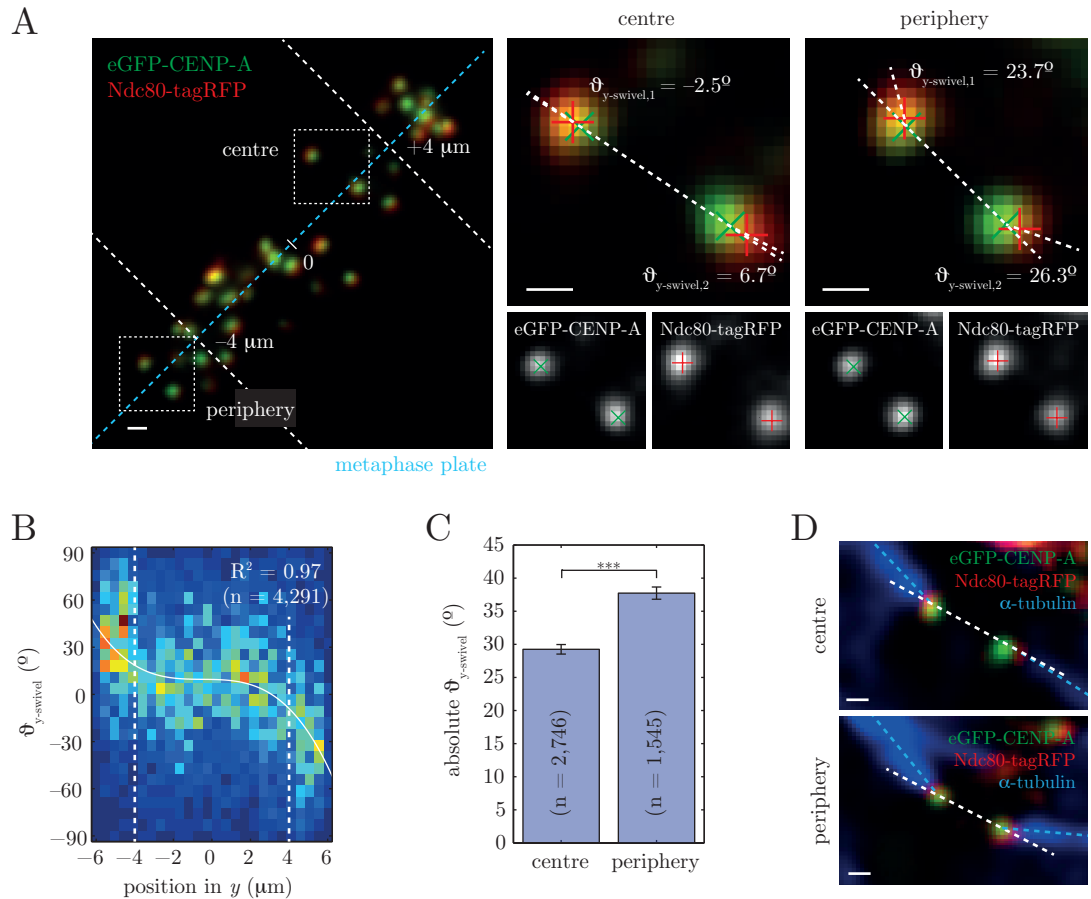 A
centre
periphery
eGFP-CENP-A
Ndc80-tagRFP
centre
+4 μm
0
−4 μm
periphery
metaphase plate
ϑy-swivel,1 = −2.5º
ϑy-swivel,2 = 6.7º
ϑy-swivel,1 = 23.7º
ϑy-swivel,2 = 26.3º
eGFP-CENP-A
Ndc80-tagRFP
eGFP-CENP-A
Ndc80-tagRFP
B
R² = 0.97
(n = 4,291)
90
60
30
0
−30
−60
−90
ϑy-swivel (º)
−6 −4 −2 0 2 4 6
position in y (μm)
C
***
45
40
35
30
25
20
15
10
5
0
absolute ϑy-swivel (º)
(n = 2,746)
(n = 1,545)
centre
periphery
D
centre
eGFP-CENP-A
Ndc80-tagRFP
α-tubulin
periphery
eGFP-CENP-A
Ndc80-tagRFP
α-tubulin